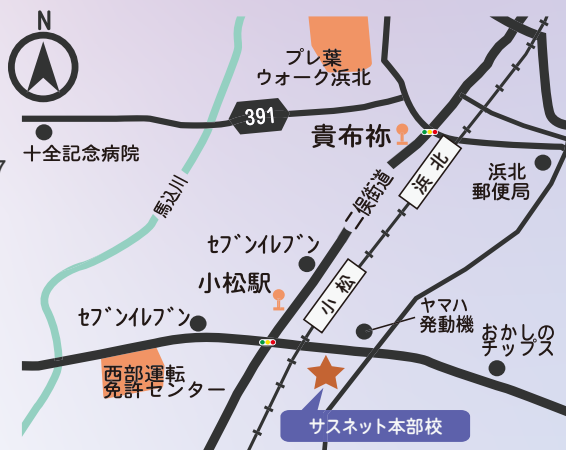 N
プレ葉
ウォーク浜北
391
貴布祢
十全記念病院
浜北
浜北
郵便局
馬込川
二俣街道
セブンイレブン
小松駅
小松
セブンイレブン
ヤマハ
発動機
おかしの
チップス
西部運転
免許センター
サスネット本部校